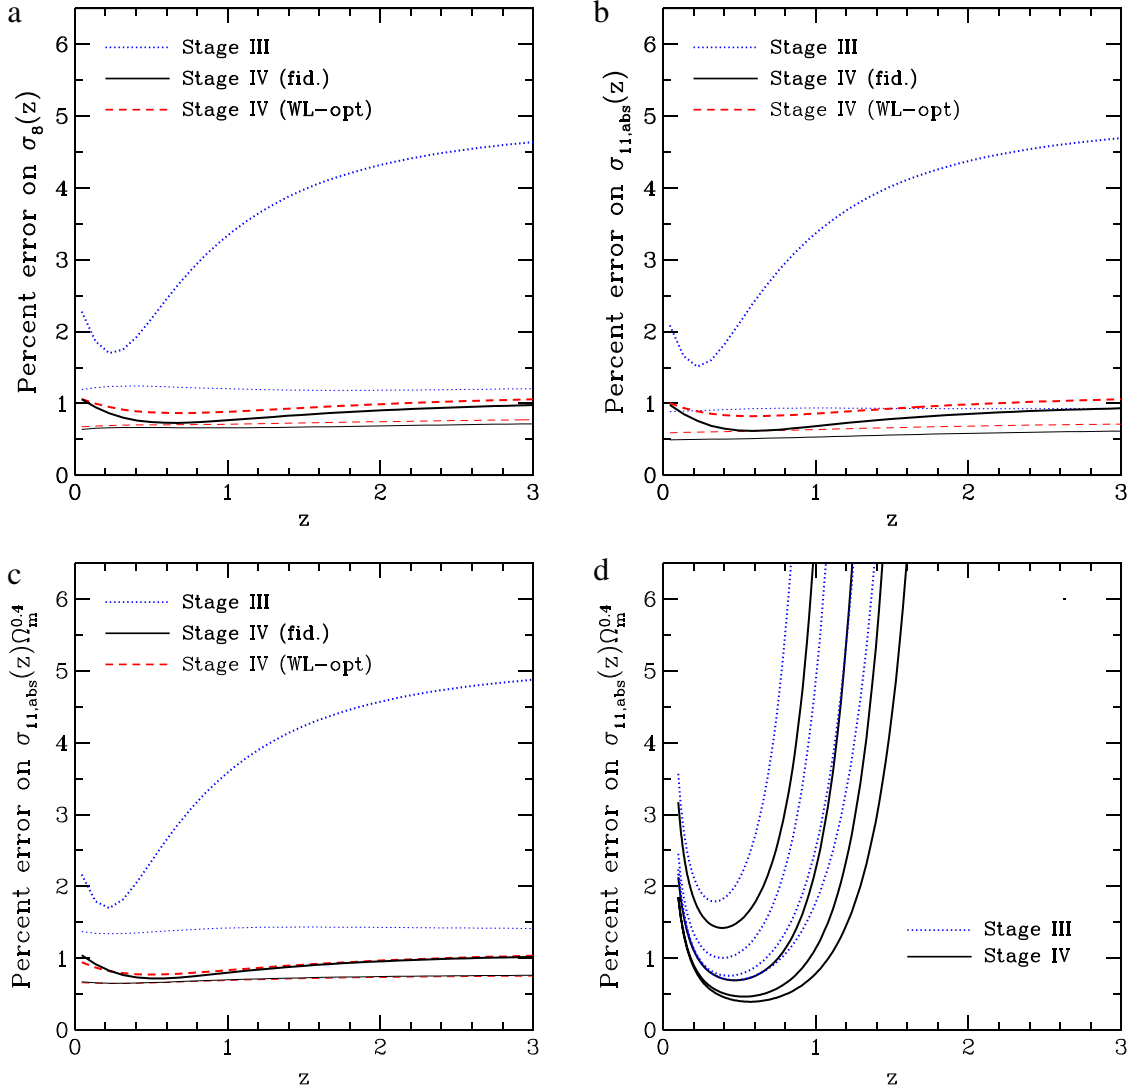 a
Stage III
Stage IV (fid.)
Stage IV (WL-opt)
Percent error on σ8(z)
6
5
4
3
2
1
0
0 1 2 3
z
b
Stage III
Stage IV (fid.)
Stage IV (WL-opt)
Percent error on σ11,abs(z)
6
5
4
3
2
1
0
0 1 2 3
z
c
Stage III
Stage IV (fid.)
Stage IV (WL-opt)
Percent error on σ11,abs(z)Ωm^0.4
6
5
4
3
2
1
0
0 1 2 3
z
d
Percent error on σ11,abs(z)Ωm^0.4
6
5
4
3
2
1
0
Stage III
Stage IV
0 1 2 3
z